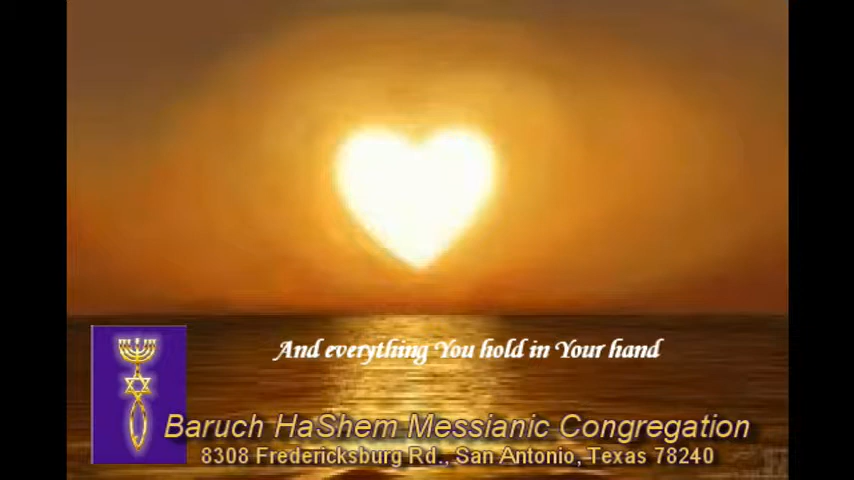 And everything You hold in Your hand
Baruch HaShem Messianic Congregation
8308 Fredericksburg Rd., San Antonio, Texas 78240